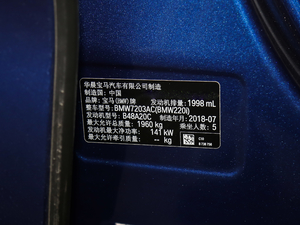 华晨宝马汽车有限公司制造
制造国：中国
品牌：宝马(BMW)牌 发动机排量：1998 mL
整车型号：BMW7203AC(BMW220i)
发动机型号：B48A20C 制造年月：2018-07
最大允许总质量：1960 kg 乘坐人数：5
发动机最大净功率：141 kW
最大允许牵引质量：-- kg